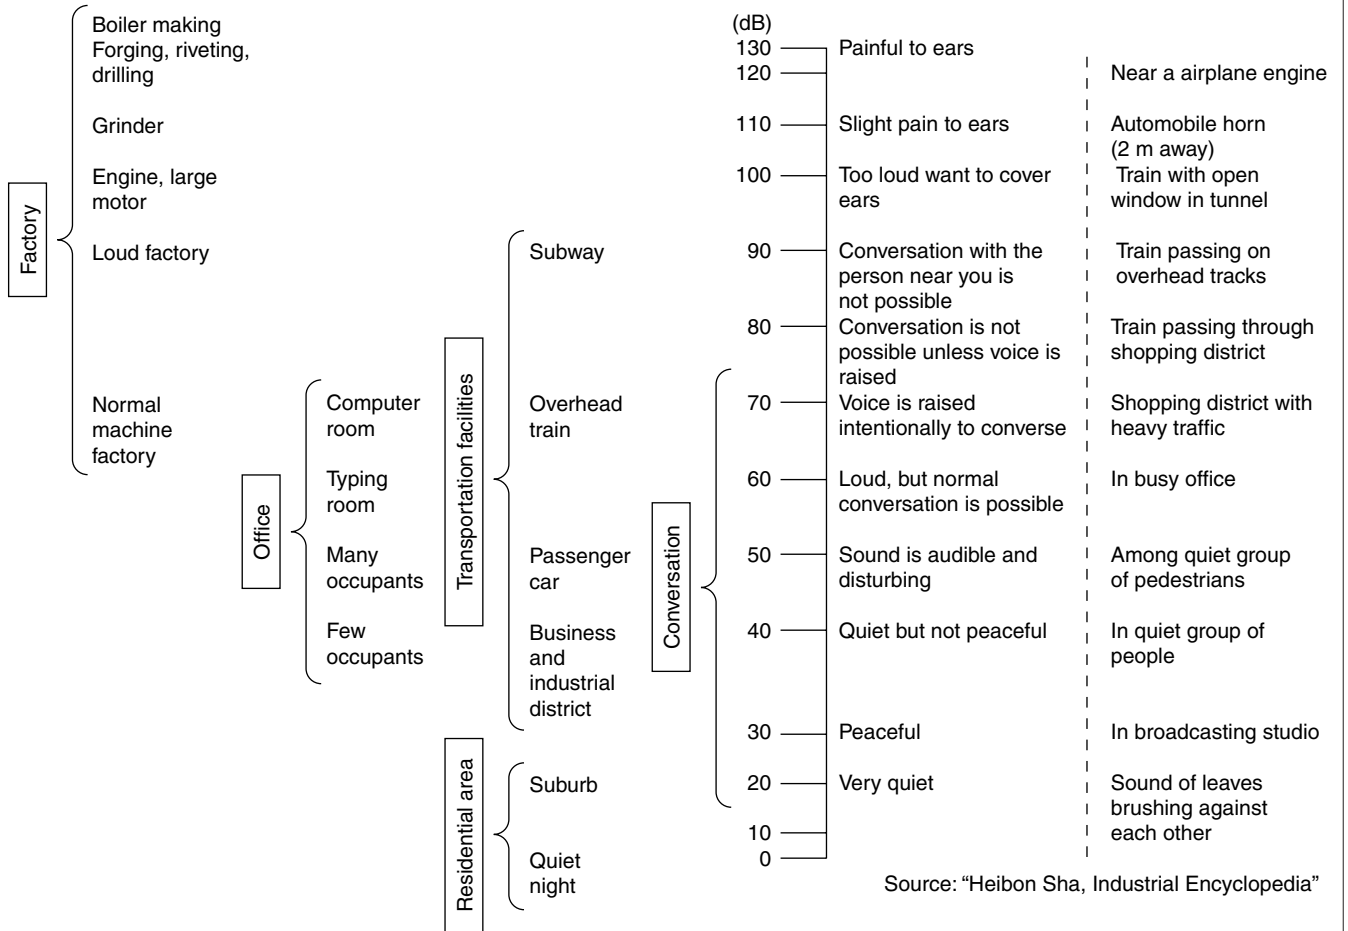 Factory
Boiler making
Forging, riveting,
drilling
Grinder
Engine, large
motor
Loud factory
Normal
machine
factory
Office
Computer
room
Typing
room
Many
occupants
Few
occupants
Transportation facilities
Subway
Overhead
train
Passenger
car
Business
and
industrial
district
Residential area
Suburb
Quiet
night
Conversation
(dB)
130
Painful to ears
120
Near a airplane engine
110
Slight pain to ears
Automobile horn
(2 m away)
100
Too loud want to cover
ears
Train with open
window in tunnel
90
Conversation with the
person near you is
not possible
Train passing on
overhead tracks
80
Conversation is not
possible unless voice is
raised
Train passing through
shopping district
70
Voice is raised
intentionally to converse
Shopping district with
heavy traffic
60
Loud, but normal
conversation is possible
In busy office
50
Sound is audible and
disturbing
Among quiet group
of pedestrians
40
Quiet but not peaceful
In quiet group of
people
30
Peaceful
In broadcasting studio
20
Very quiet
Sound of leaves
brushing against
each other
10
0
Source: “Heibon Sha, Industrial Encyclopedia”